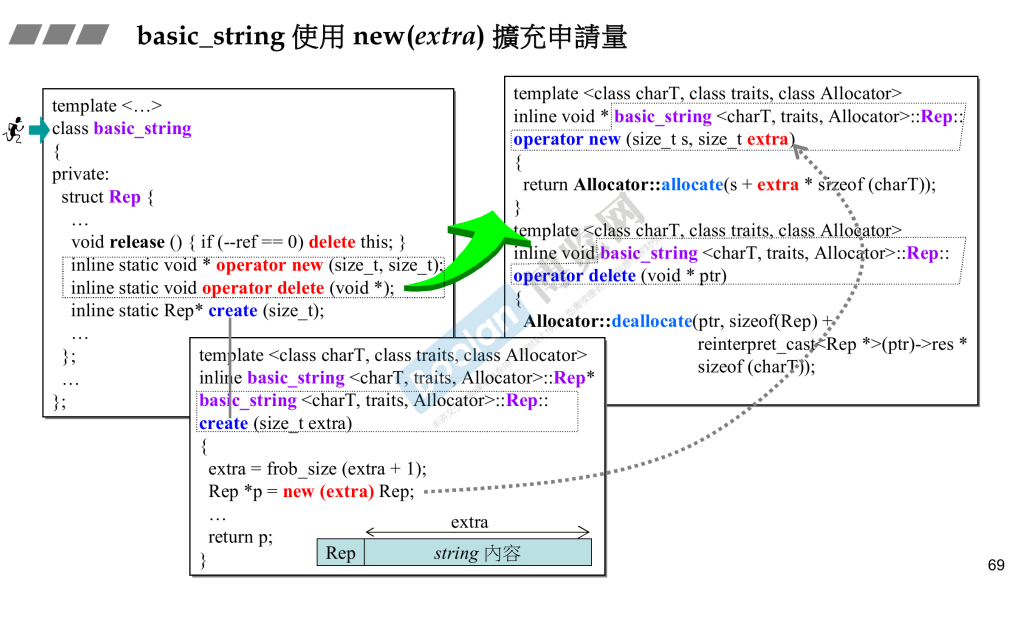 basic_string 使用 new(extra) 擴充申請量
template <…>
class basic_string
{
private:
struct Rep {
…
void release () { if (--ref == 0) delete this; }
inline static void * operator new (size_t, size_t);
inline static void operator delete (void *);
inline static Rep* create (size_t);
…
};
…
};
template <class charT, class traits, class Allocator>
inline void * basic_string <charT, traits, Allocator>::Rep::
operator new (size_t s, size_t extra)
{
return Allocator::allocate(s + extra * sizeof (charT));
}
template <class charT, class traits, class Allocator>
inline void basic_string <charT, traits, Allocator>::Rep::
operator delete (void * ptr)
{
Allocator::deallocate(ptr, sizeof(Rep) +
reinterpret_cast<Rep *>(ptr)->res *
sizeof (charT));
template <class charT, class traits, class Allocator>
inline basic_string <charT, traits, Allocator>::Rep*
basic_string <charT, traits, Allocator>::Rep::
create (size_t extra)
{
extra = frob_size (extra + 1);
Rep *p = new (extra) Rep;
…
return p;
}
extra
Rep string 內容
69
boolan